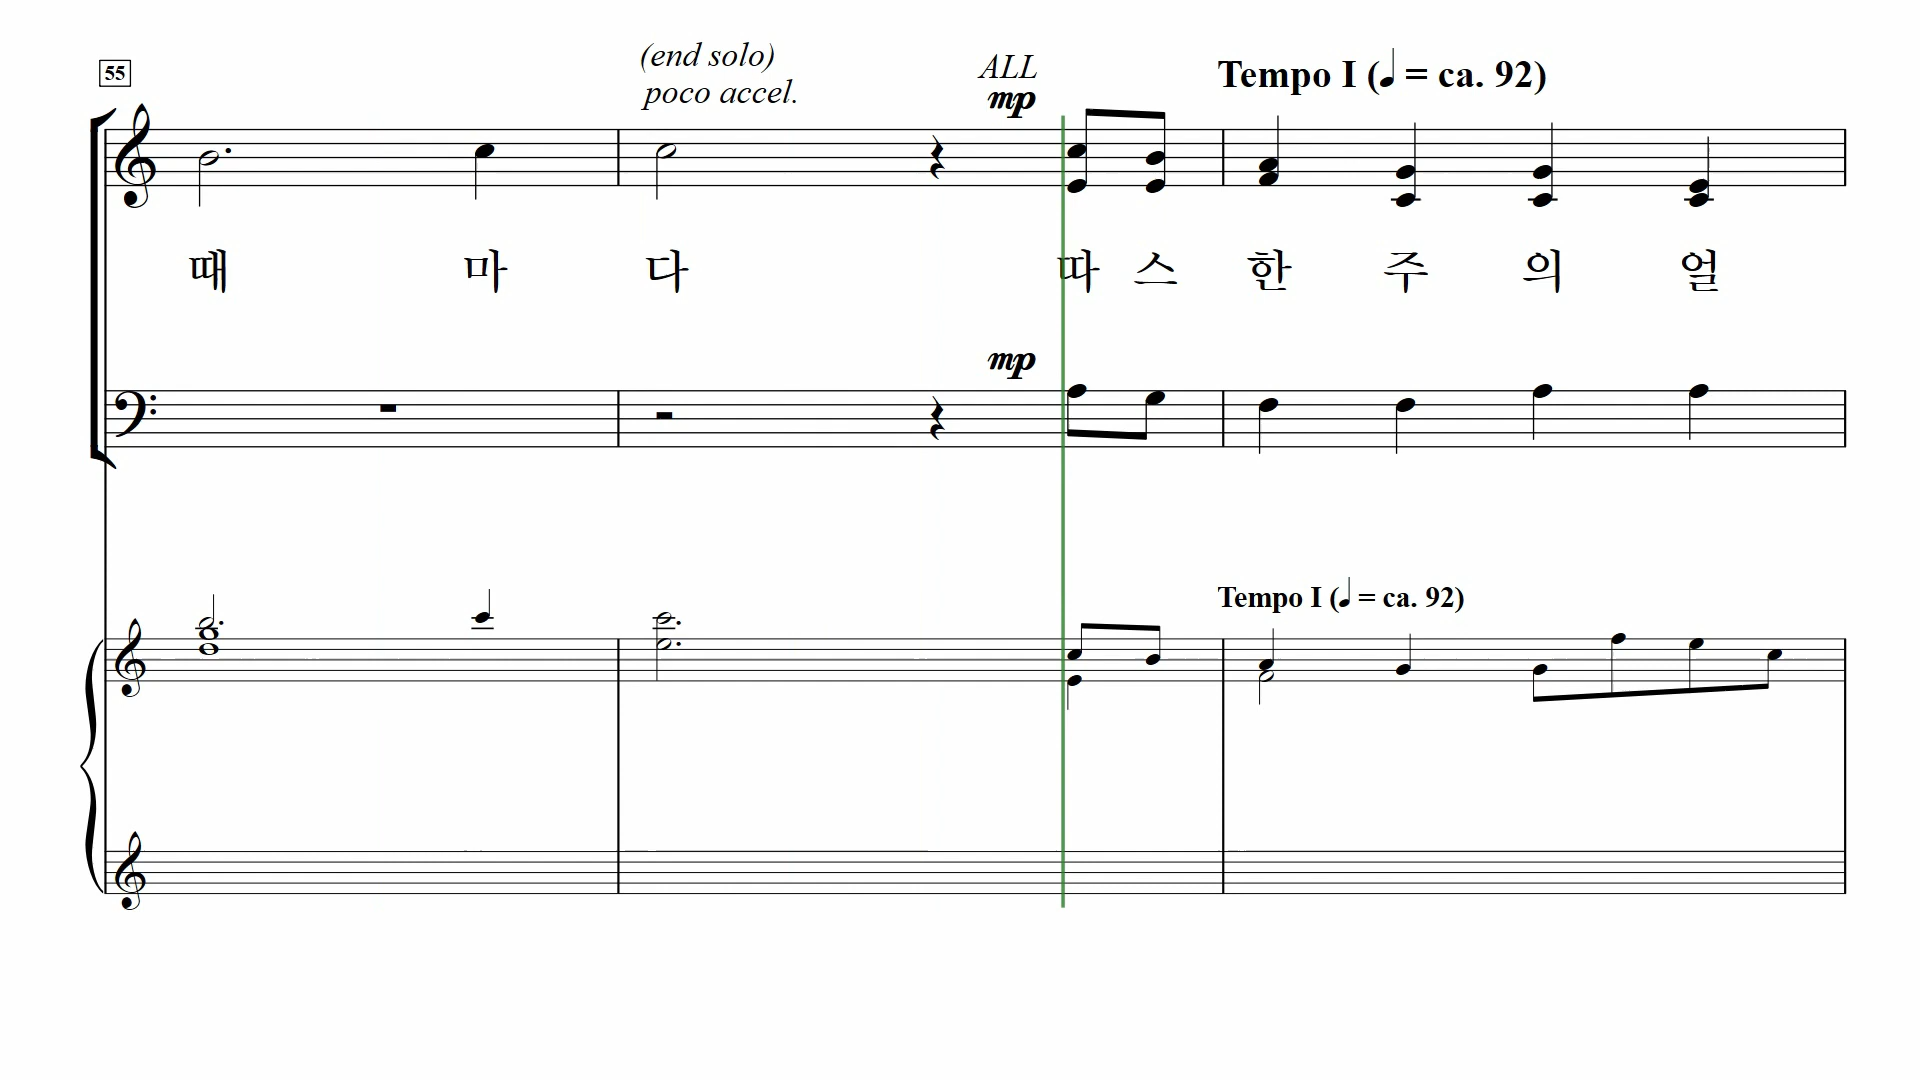 55
(end solo)
poco accel.
ALL
mp
Tempo I (♩ = ca. 92)
때 마 다 따 스 한 주 의 얼
mp
Tempo I (♩ = ca. 92)